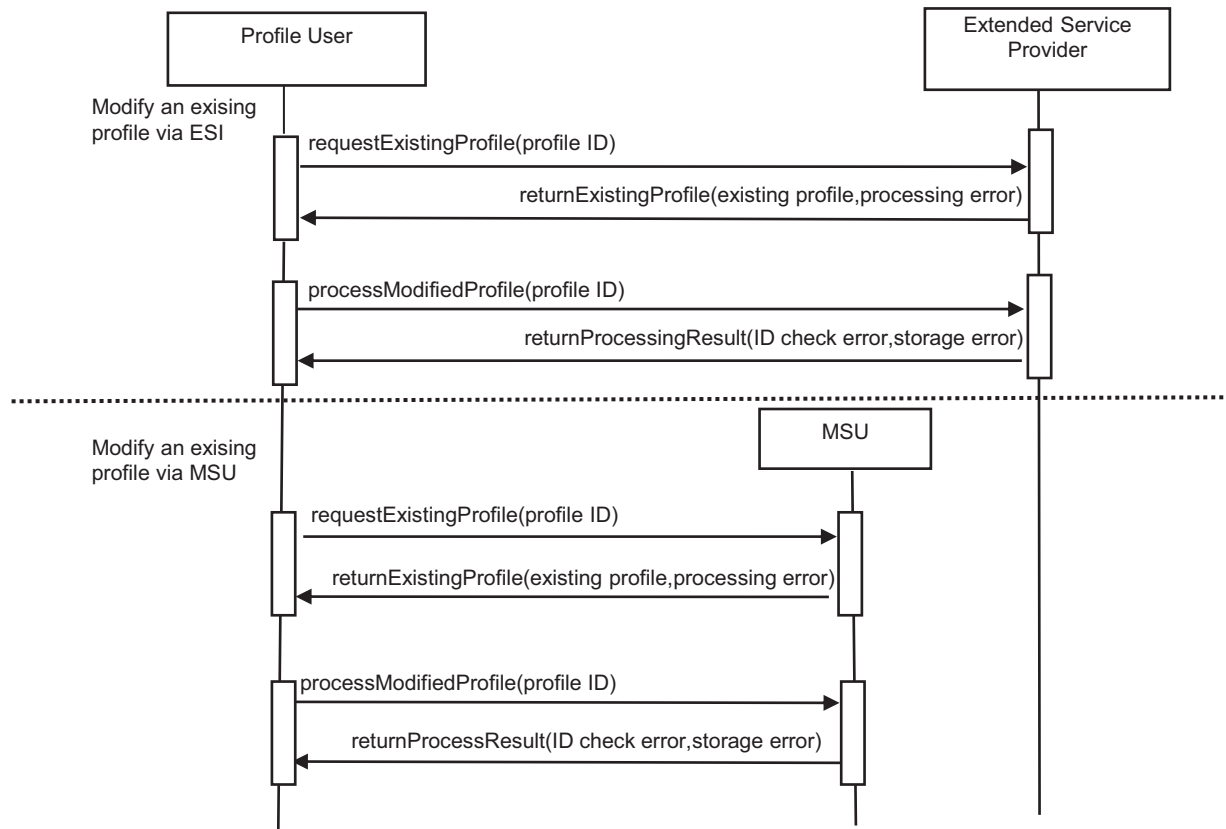 Profile User
Extended Service
Provider
Modify an exising
profile via ESI
requestExistingProfile(profile ID)
returnExistingProfile(existing profile,processing error)
processModifiedProfile(profile ID)
returnProcessingResult(ID check error,storage error)
MSU
Modify an exising
profile via MSU
requestExistingProfile(profile ID)
returnExistingProfile(existing profile,processing error)
processModifiedProfile(profile ID)
returnProcessResult(ID check error,storage error)